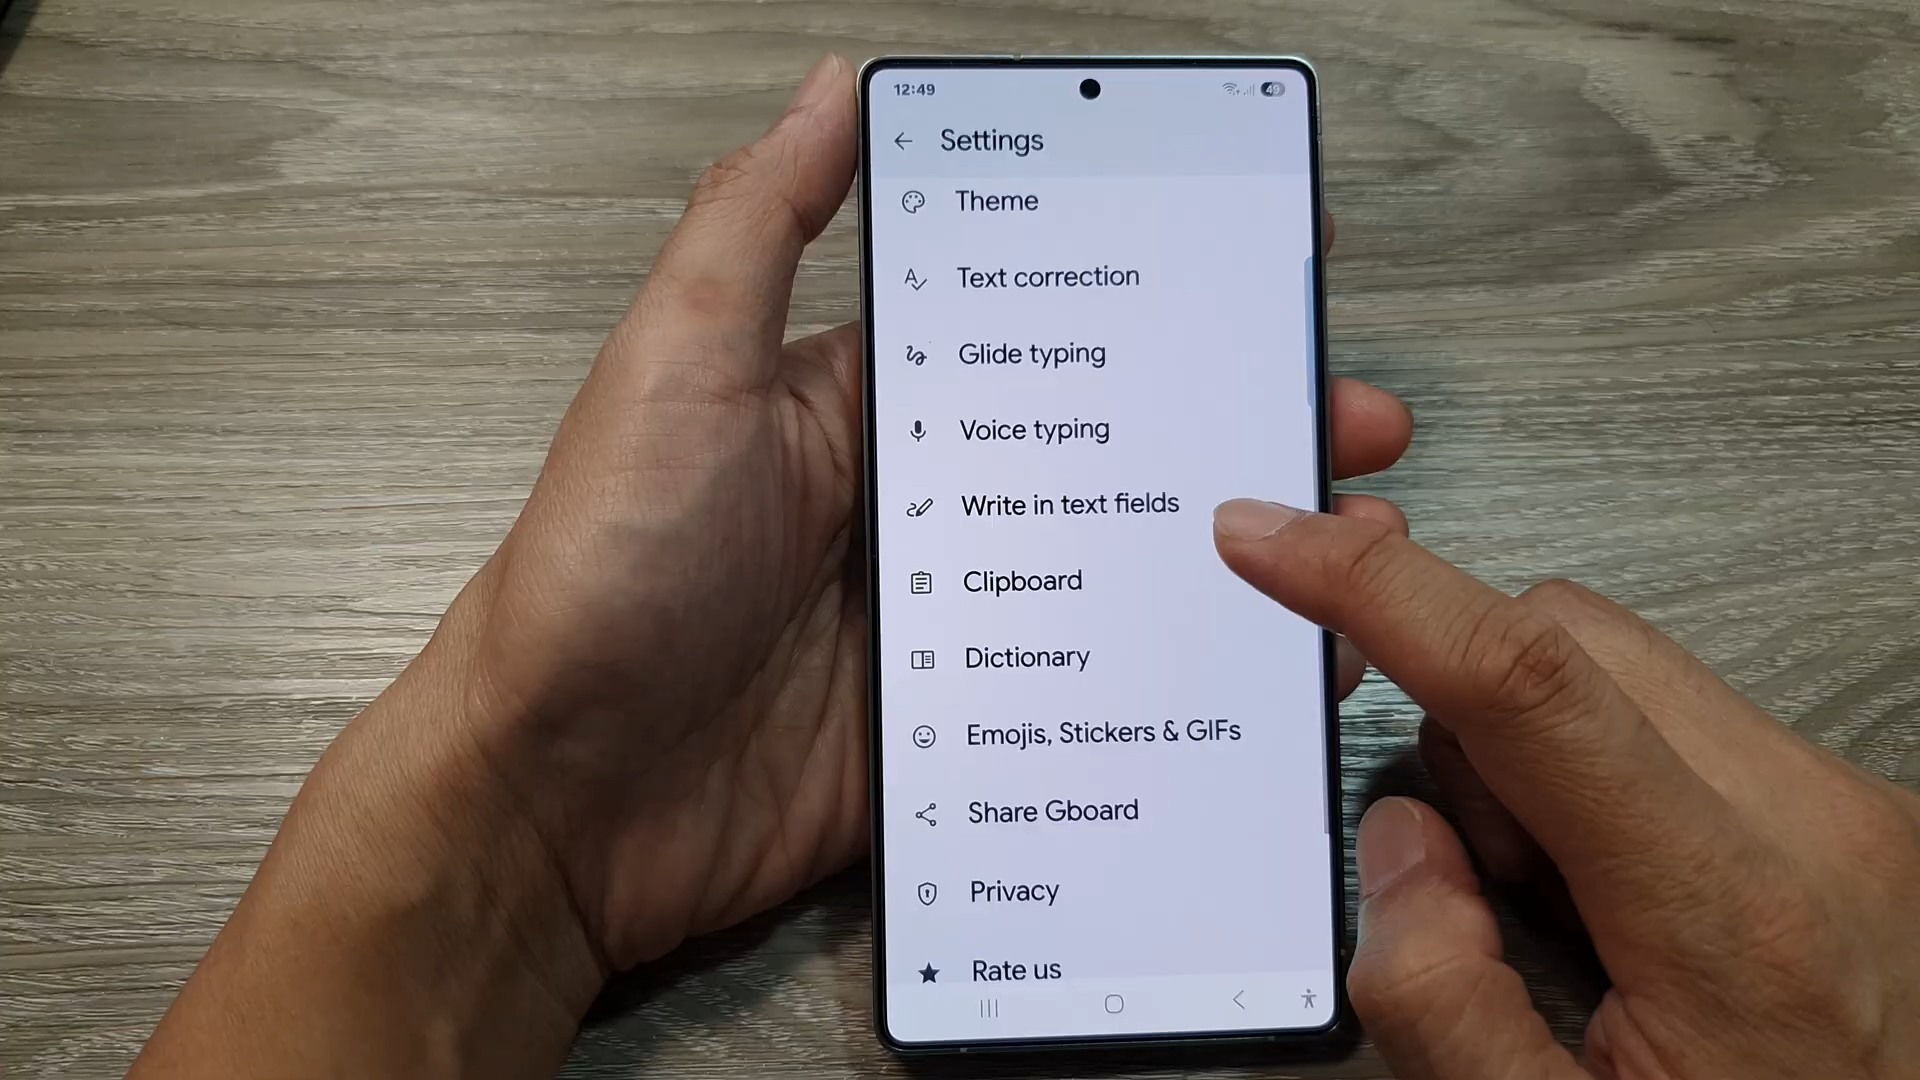 12:49
49
Settings
Theme
Text correction
Glide typing
Voice typing
Write in text fields
Clipboard
Dictionary
Emojis, Stickers & GIFs
Share Gboard
Privacy
Rate us